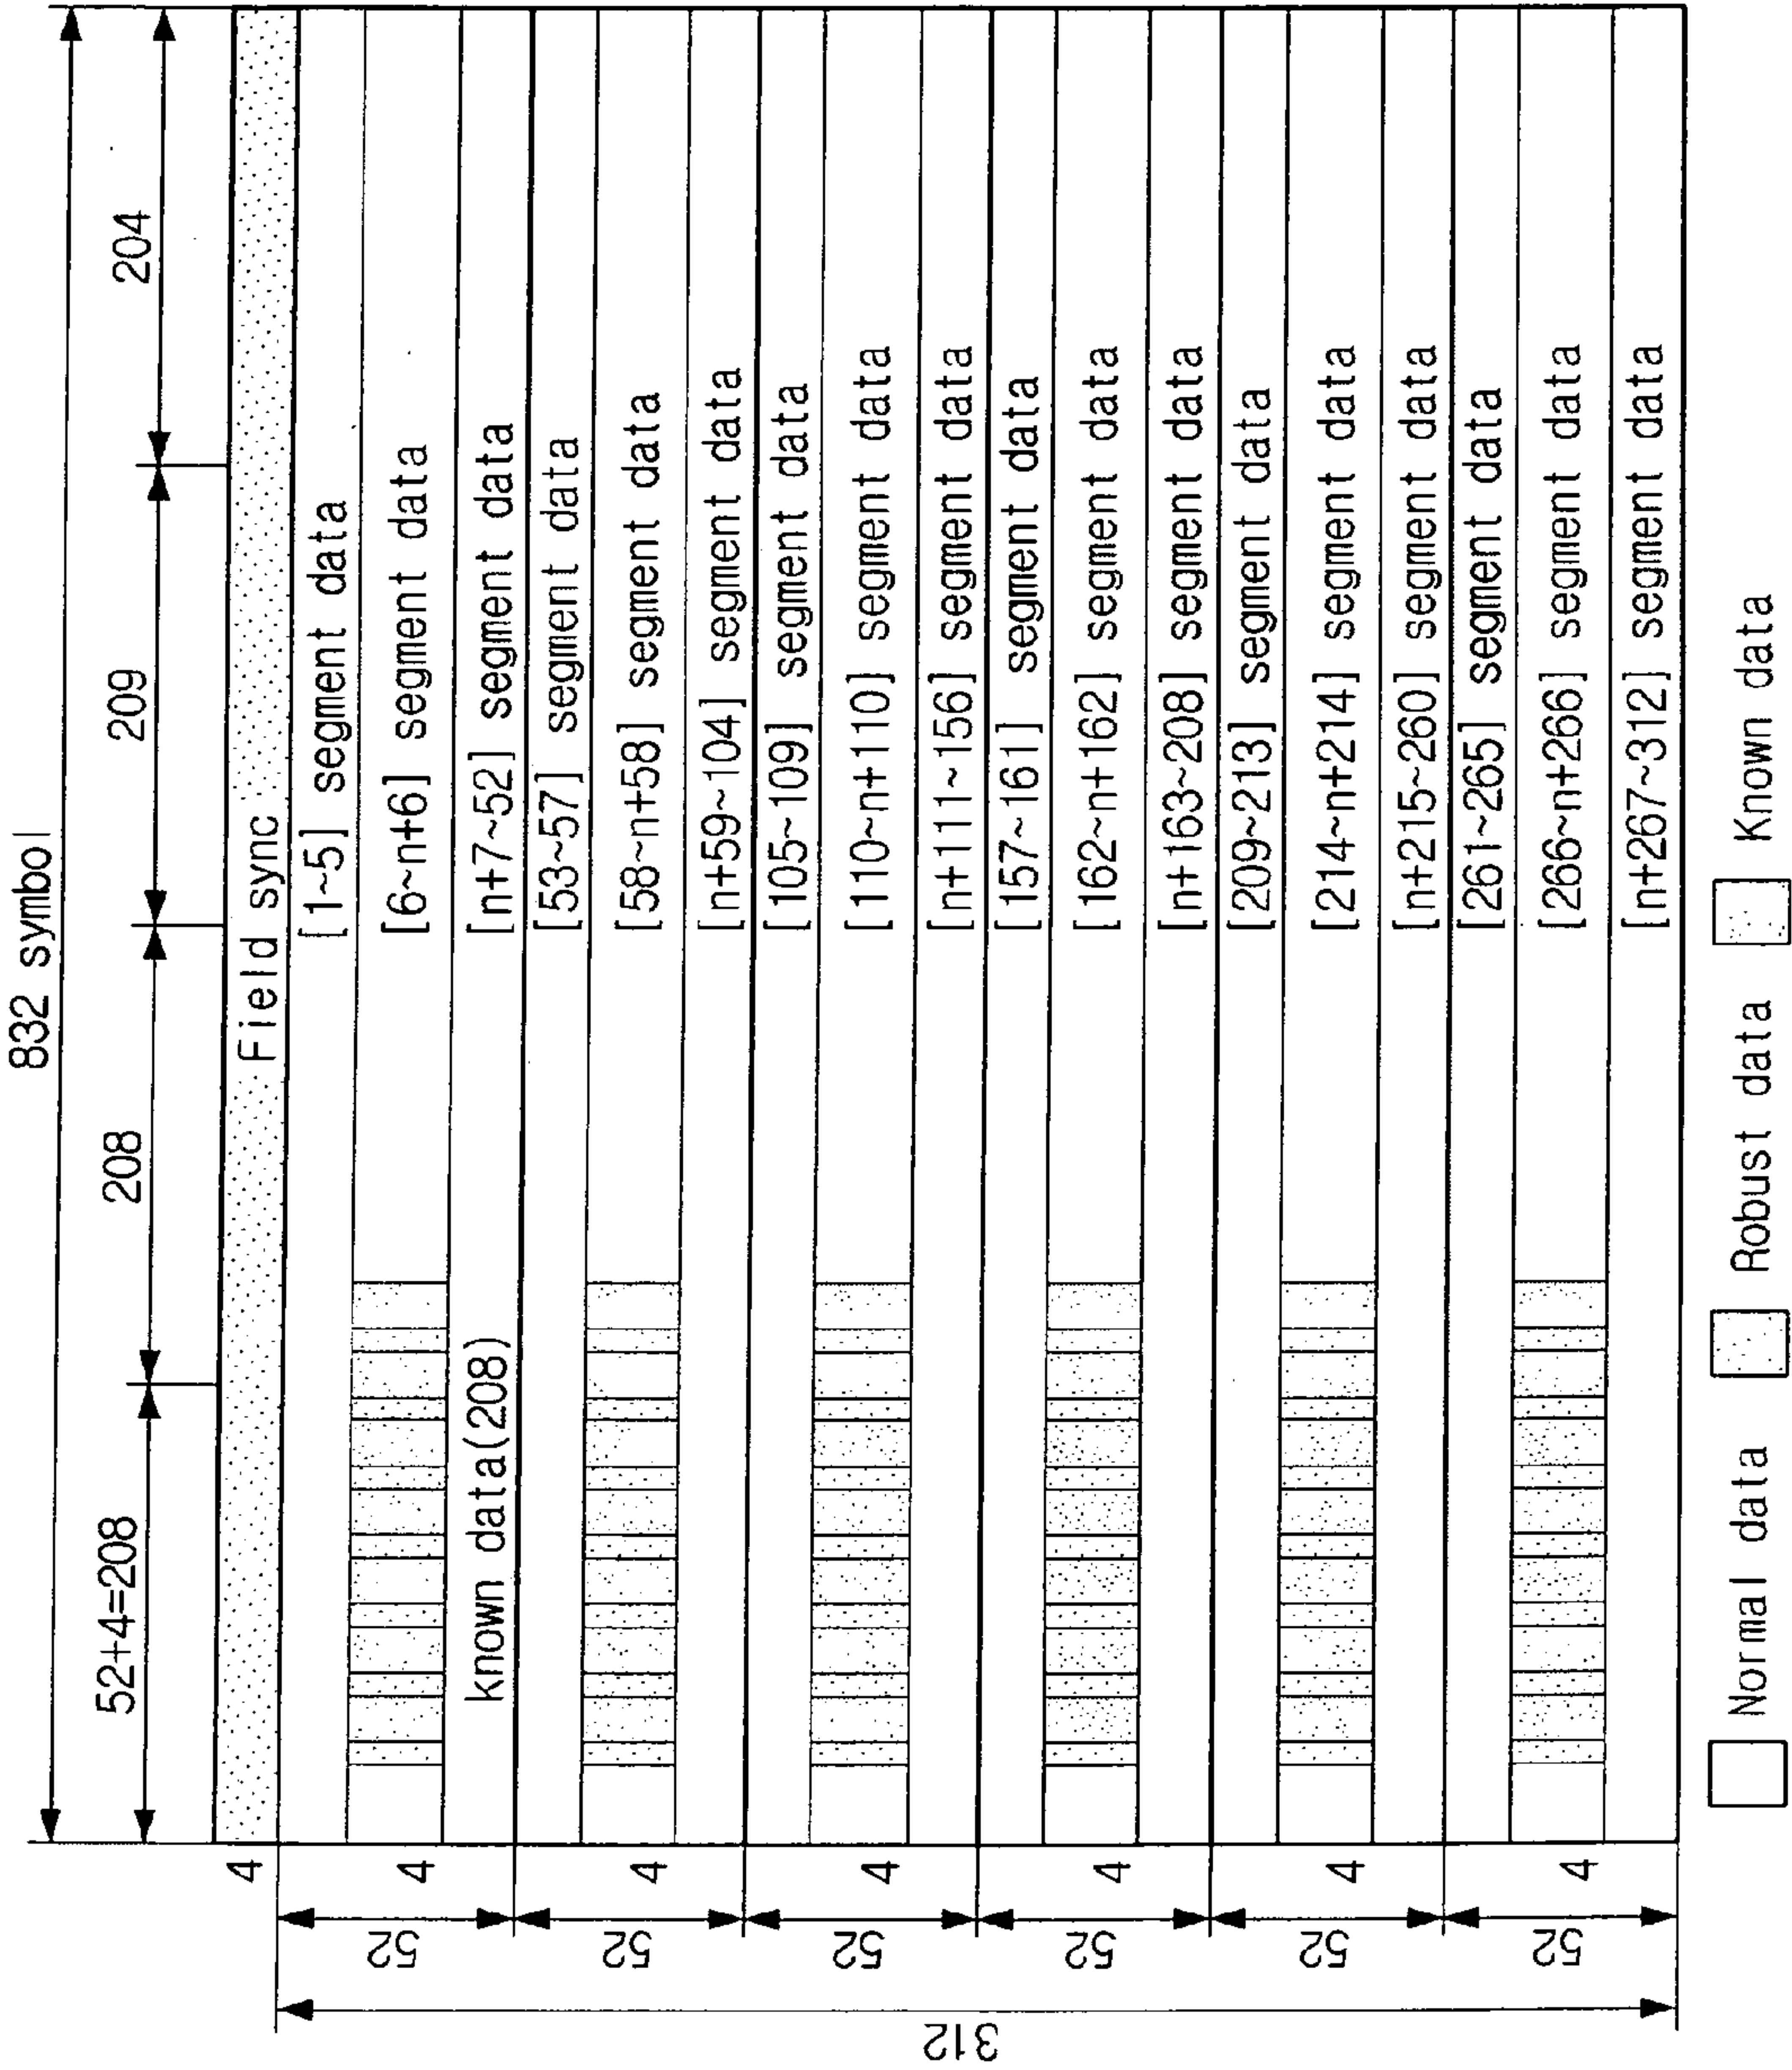 832 symbol
52+4=208
208
209
204
4
Field sync
[1~5] segment data
4
[6~n+6] segment data
52
known data(208)
[n+7~52] segment data
[53~57] segment data
4
[58~n+58] segment data
52
[n+59~104] segment data
[105~109] segment data
4
[110~n+110] segment data
52
[n+111~156] segment data
[157~161] segment data
4
[162~n+162] segment data
52
[n+163~208] segment data
[209~213] segment data
4
[214~n+214] segment data
52
[n+215~260] segment data
[261~265] segment data
4
[266~n+266] segment data
52
[n+267~312] segment data
312
Normal data
Robust data
Known data